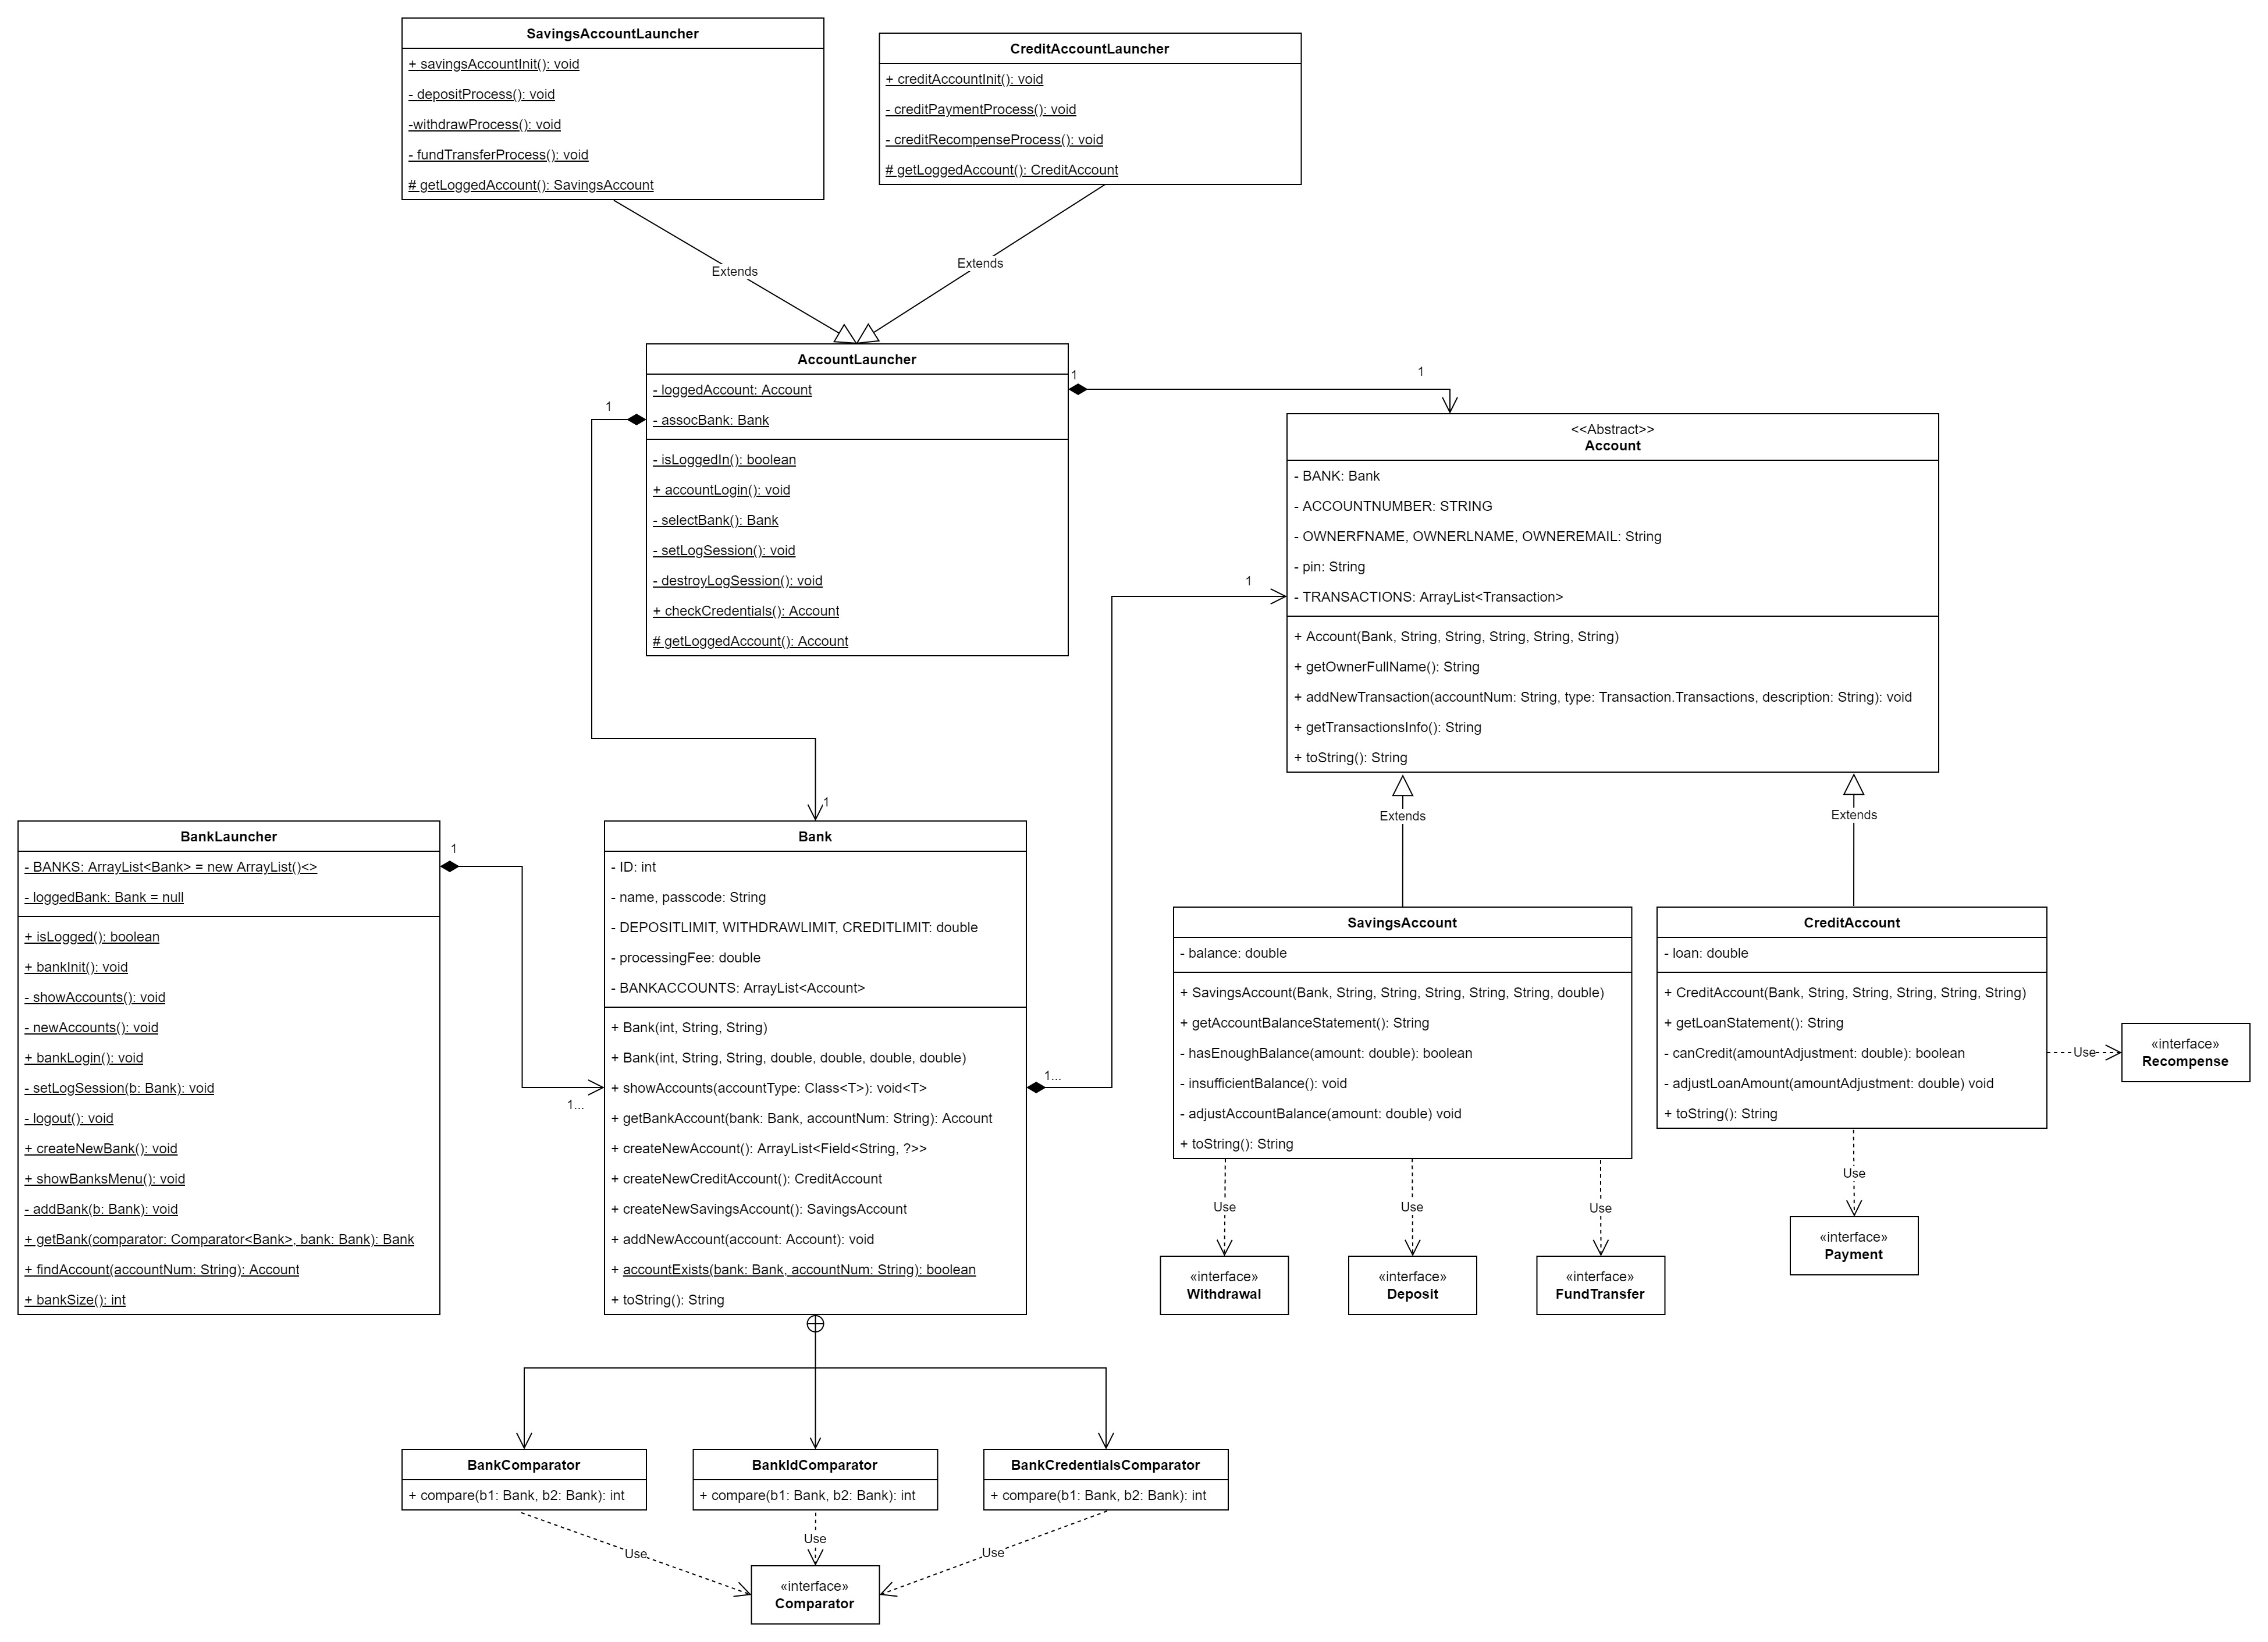 SavingsAccountLauncher
+ savingsAccountInit(): void
- depositProcess(): void
-withdrawProcess(): void
- fundTransferProcess(): void
# getLoggedAccount(): SavingsAccount
CreditAccountLauncher
+ creditAccountInit(): void
- creditPaymentProcess(): void
- creditRecompenseProcess(): void
# getLoggedAccount(): CreditAccount
Extends
Extends
AccountLauncher
- loggedAccount: Account
- assocBank: Bank
- isLoggedIn(): boolean
+ accountLogin(): void
- selectBank(): Bank
- setLogSession(): void
- destroyLogSession(): void
+ checkCredentials(): Account
# getLoggedAccount(): Account
1
1
1
1
<<Abstract>>
Account
- BANK: Bank
- ACCOUNTNUMBER: STRING
- OWNERFNAME, OWNERLNAME, OWNEREMAIL: String
- pin: String
- TRANSACTIONS: ArrayList<Transaction>
+ Account(Bank, String, String, String, String, String)
+ getOwnerFullName(): String
+ addNewTransaction(accountNum: String, type: Transaction.Transactions, description: String): void
+ getTransactionsInfo(): String
+ toString(): String
1
Extends
Extends
BankLauncher
- BANKS: ArrayList<Bank> = new ArrayList()<>
- loggedBank: Bank = null
+ isLogged(): boolean
+ bankInit(): void
- showAccounts(): void
- newAccounts(): void
+ bankLogin(): void
- setLogSession(b: Bank): void
- logout(): void
+ createNewBank(): void
+ showBanksMenu(): void
- addBank(b: Bank): void
+ getBank(comparator: Comparator<Bank>, bank: Bank): Bank
+ findAccount(accountNum: String): Account
+ bankSize(): int
1
1...
Bank
- ID: int
- name, passcode: String
- DEPOSITLIMIT, WITHDRAWLIMIT, CREDITLIMIT: double
- processingFee: double
- BANKACCOUNTS: ArrayList<Account>
+ Bank(int, String, String)
+ Bank(int, String, String, double, double, double, double)
+ showAccounts(accountType: Class<T>): void<T>
+ getBankAccount(bank: Bank, accountNum: String): Account
+ createNewAccount(): ArrayList<Field<String, ?>>
+ createNewCreditAccount(): CreditAccount
+ createNewSavingsAccount(): SavingsAccount
+ addNewAccount(account: Account): void
+ accountExists(bank: Bank, accountNum: String): boolean
+ toString(): String
1...
SavingsAccount
- balance: double
+ SavingsAccount(Bank, String, String, String, String, String, double)
+ getAccountBalanceStatement(): String
- hasEnoughBalance(amount: double): boolean
- insufficientBalance(): void
- adjustAccountBalance(amount: double) void
+ toString(): String
CreditAccount
- loan: double
+ CreditAccount(Bank, String, String, String, String, String)
+ getLoanStatement(): String
- canCredit(amountAdjustment: double): boolean
- adjustLoanAmount(amountAdjustment: double) void
+ toString(): String
Use
«interface»
Recompense
Use
Use
Use
Use
«interface»
Payment
«interface»
Withdrawal
«interface»
Deposit
«interface»
FundTransfer
BankComparator
+ compare(b1: Bank, b2: Bank): int
BankIdComparator
+ compare(b1: Bank, b2: Bank): int
BankCredentialsComparator
+ compare(b1: Bank, b2: Bank): int
Use
Use
Use
«interface»
Comparator